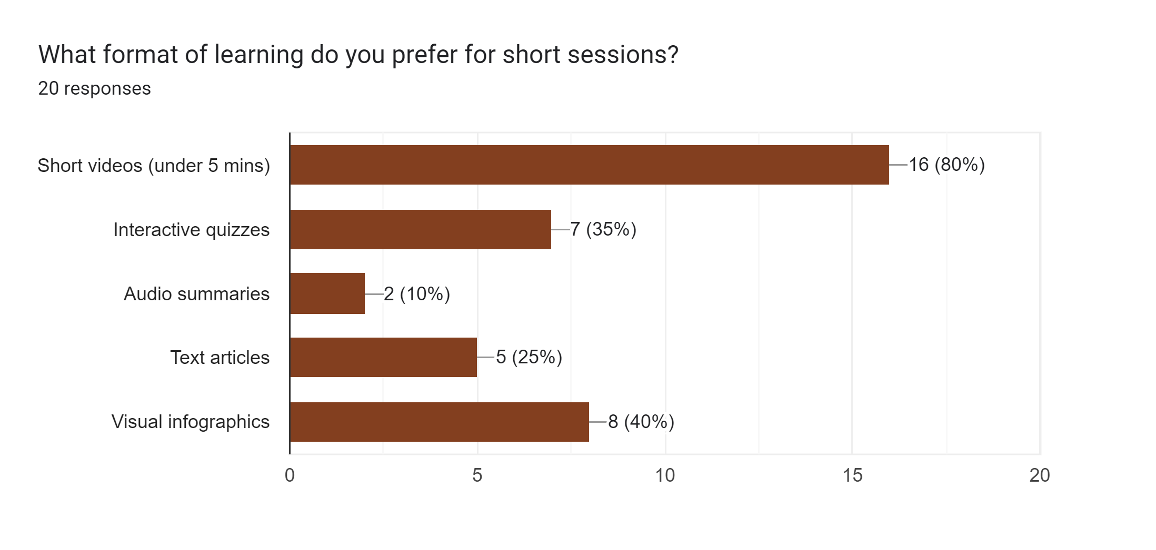 What format of learning do you prefer for short sessions?
20 responses
Short videos (under 5 mins) 16 (80%)
Interactive quizzes 7 (35%)
Audio summaries 2 (10%)
Text articles 5 (25%)
Visual infographics 8 (40%)
0 5 10 15 20